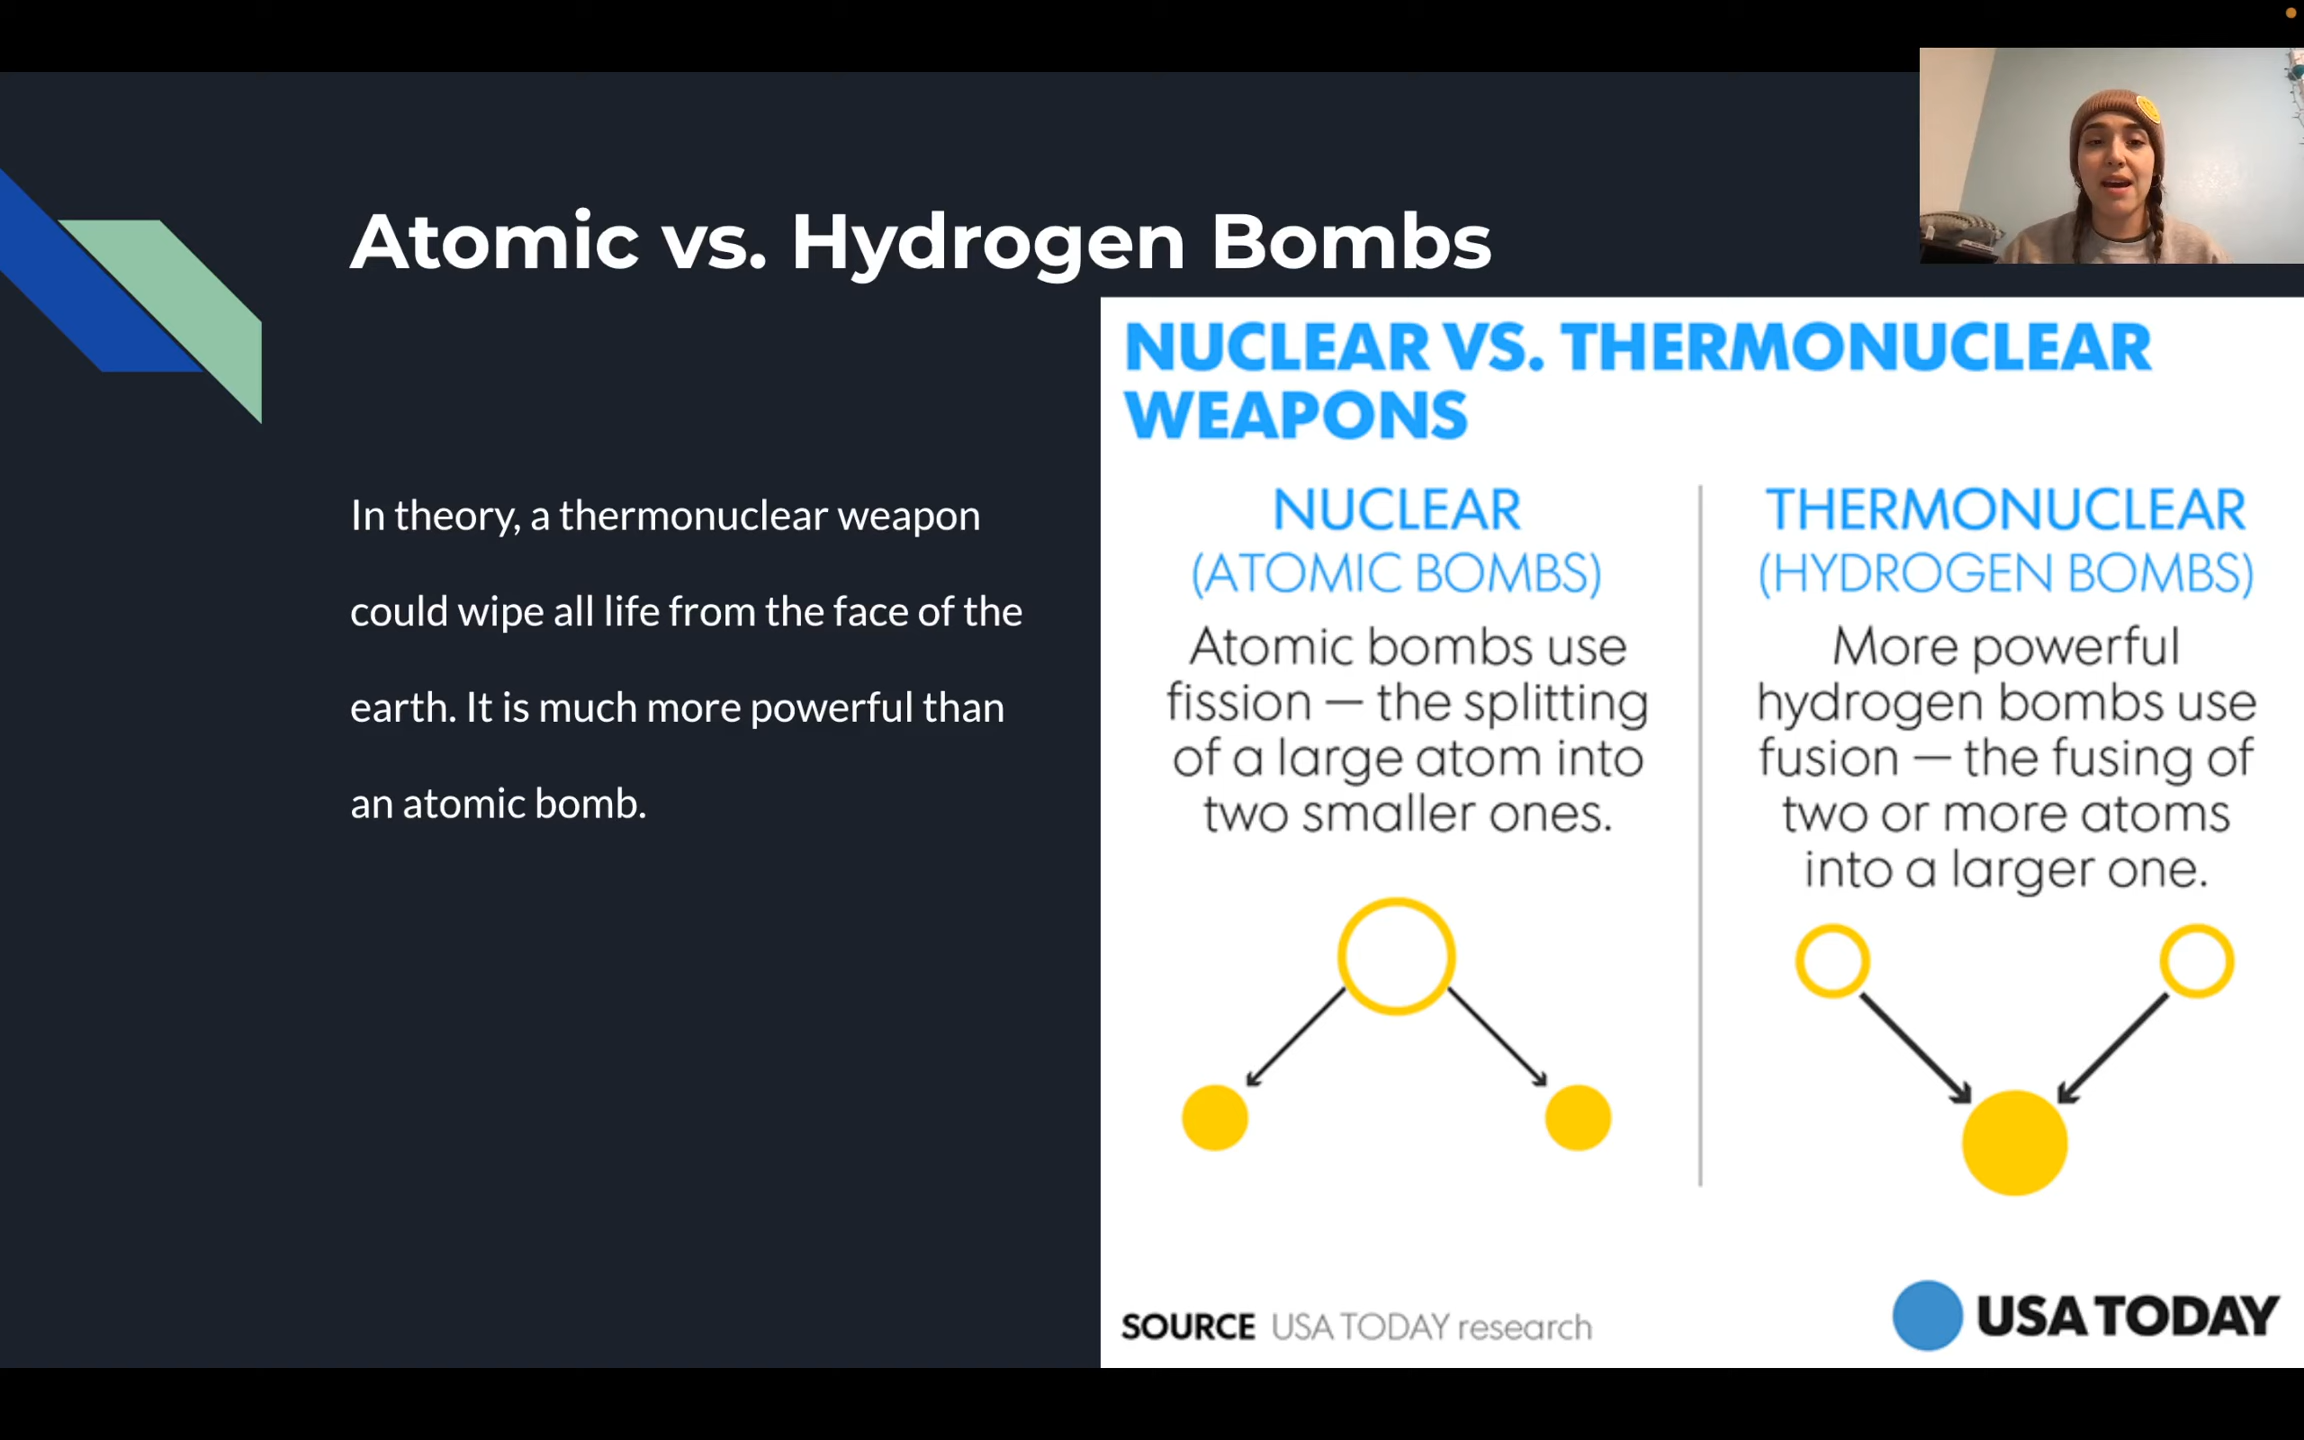 Atomic vs. Hydrogen Bombs
In theory, a thermonuclear weapon
could wipe all life from the face of the
earth. It is much more powerful than
an atomic bomb.
NUCLEAR VS. THERMONUCLEAR
WEAPONS
NUCLEAR
(ATOMIC BOMBS)
Atomic bombs use
fission — the splitting
of a large atom into
two smaller ones.
THERMONUCLEAR
(HYDROGEN BOMBS)
More powerful
hydrogen bombs use
fusion — the fusing of
two or more atoms
into a larger one.
SOURCE USA TODAY research
USA TODAY